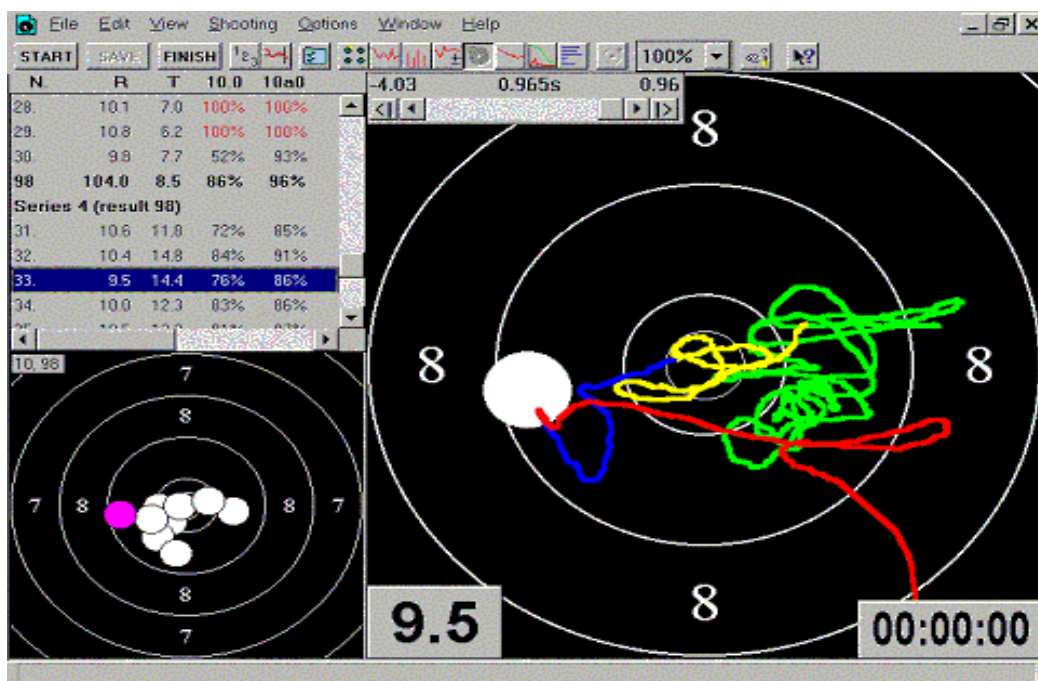 File Edit View Shooting Options Window Help
START SAVE FINISH 1 2 3 100%
N. R T 10.0 10a0
28. 10.1 7.0 100% 100%
29. 10.8 6.2 100% 100%
30. 9.8 7.7 52% 93%
98 104.0 8.5 86% 96%
Series 4 (result 98)
31. 10.6 11.8 72% 85%
32. 10.4 14.8 84% 91%
33. 9.5 14.4 76% 86%
34. 10.0 12.3 83% 86%
-4.03 0.965s 0.96
8
8 8
8
9.5
00:00:00
10, 98
7
8
7 8 8 7
8
7